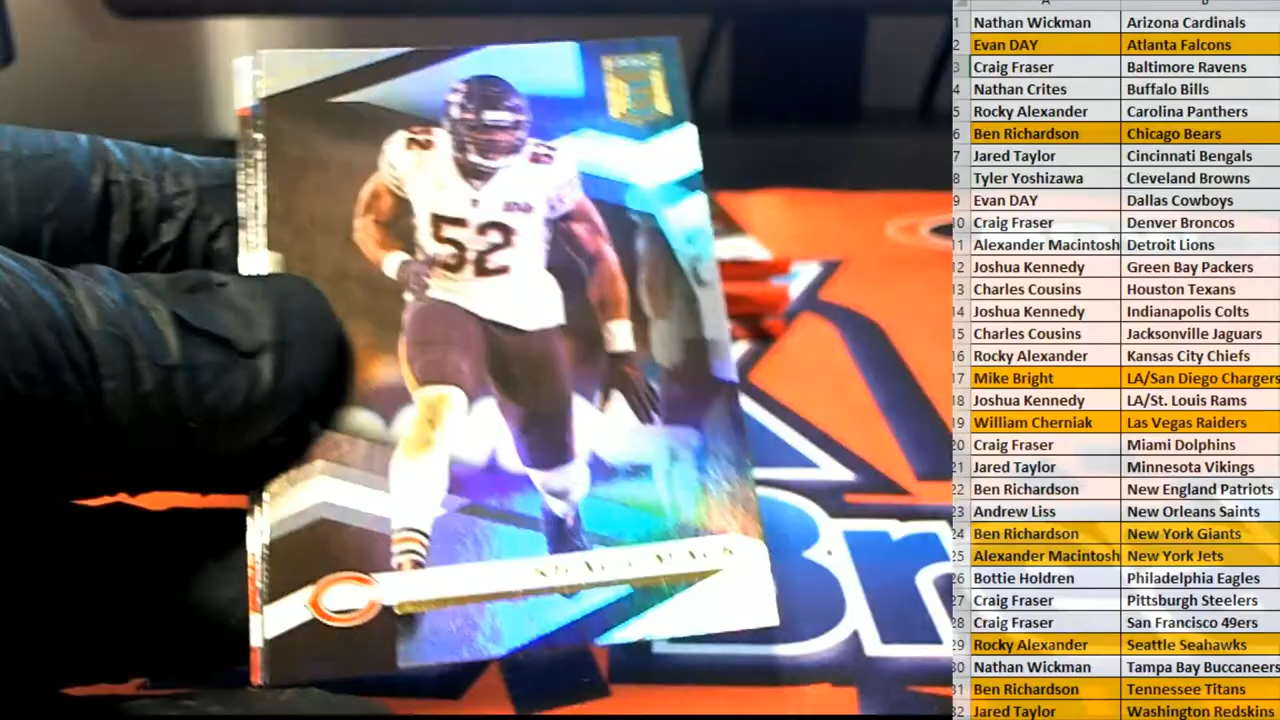 52
52
Br
1 Nathan Wickman Arizona Cardinals
2 Evan DAY Atlanta Falcons
3 Craig Fraser Baltimore Ravens
4 Nathan Crites Buffalo Bills
5 Rocky Alexander Carolina Panthers
6 Ben Richardson Chicago Bears
7 Jared Taylor Cincinnati Bengals
8 Tyler Yoshizawa Cleveland Browns
9 Evan DAY Dallas Cowboys
10 Craig Fraser Denver Broncos
11 Alexander Macintosh Detroit Lions
12 Joshua Kennedy Green Bay Packers
13 Charles Cousins Houston Texans
14 Joshua Kennedy Indianapolis Colts
15 Charles Cousins Jacksonville Jaguars
16 Rocky Alexander Kansas City Chiefs
17 Mike Bright LA/San Diego Chargers
18 Joshua Kennedy LA/St. Louis Rams
19 William Cherniak Las Vegas Raiders
20 Craig Fraser Miami Dolphins
21 Jared Taylor Minnesota Vikings
22 Ben Richardson New England Patriots
23 Andrew Liss New Orleans Saints
24 Ben Richardson New York Giants
25 Alexander Macintosh New York Jets
26 Bottie Holdren Philadelphia Eagles
27 Craig Fraser Pittsburgh Steelers
28 Craig Fraser San Francisco 49ers
29 Rocky Alexander Seattle Seahawks
30 Nathan Wickman Tampa Bay Buccaneers
31 Ben Richardson Tennessee Titans
32 Jared Taylor Washington Redskins